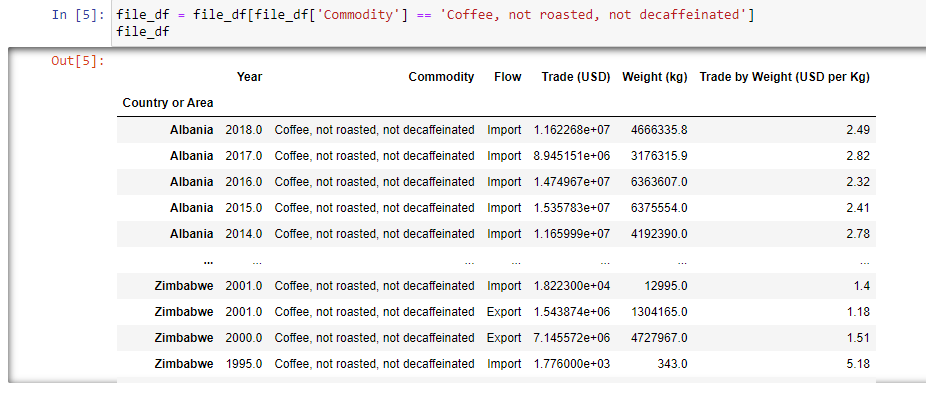 In [5]: file_df = file_df[file_df['Commodity'] == 'Coffee, not roasted, not decaffeinated']
file_df
Out[5]:
Year Commodity Flow Trade (USD) Weight (kg) Trade by Weight (USD per Kg)
Country or Area
Albania 2018.0 Coffee, not roasted, not decaffeinated Import 1.162268e+07 4666335.8 2.49
Albania 2017.0 Coffee, not roasted, not decaffeinated Import 8.945151e+06 3176315.9 2.82
Albania 2016.0 Coffee, not roasted, not decaffeinated Import 1.474967e+07 6363607.0 2.32
Albania 2015.0 Coffee, not roasted, not decaffeinated Import 1.535783e+07 6375554.0 2.41
Albania 2014.0 Coffee, not roasted, not decaffeinated Import 1.165999e+07 4192390.0 2.78
... ... ... ... ... ... ...
Zimbabwe 2001.0 Coffee, not roasted, not decaffeinated Import 1.822300e+04 12995.0 1.4
Zimbabwe 2001.0 Coffee, not roasted, not decaffeinated Export 1.543874e+06 1304165.0 1.18
Zimbabwe 2000.0 Coffee, not roasted, not decaffeinated Export 7.145572e+06 4727967.0 1.51
Zimbabwe 1995.0 Coffee, not roasted, not decaffeinated Import 1.776000e+03 343.0 5.18